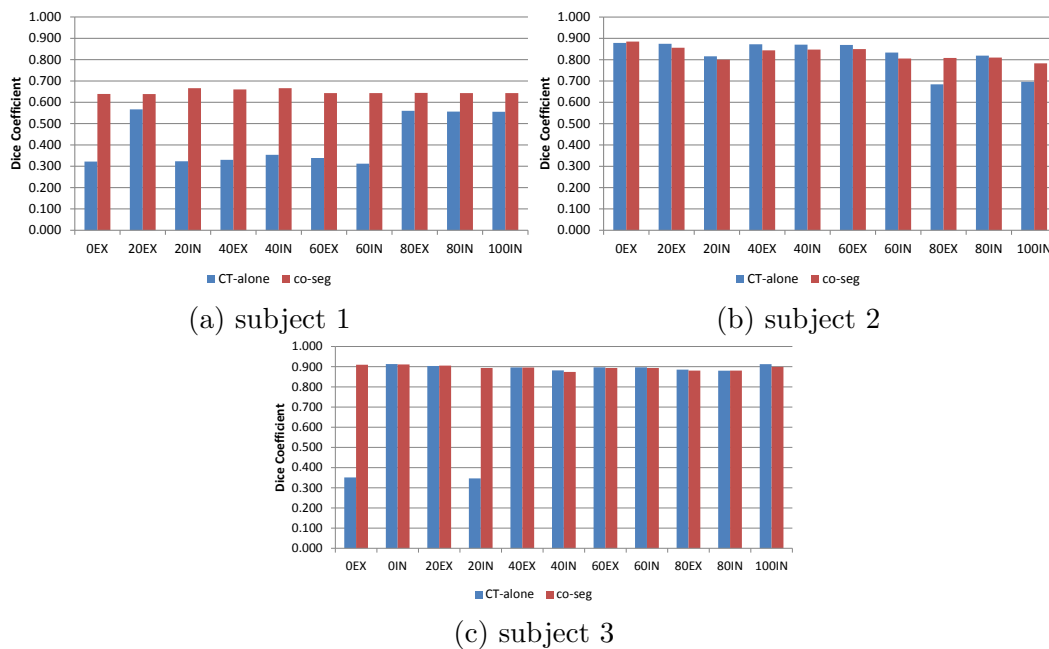 1.000
0.900
0.800
0.700
0.600
0.500
0.400
0.300
0.200
0.100
0.000
Dice Coefficient
0EX 20EX 20IN 40EX 40IN 60EX 60IN 80EX 80IN 100IN
CT-alone co-seg
(a) subject 1
1.000
0.900
0.800
0.700
0.600
0.500
0.400
0.300
0.200
0.100
0.000
Dice Coefficient
0EX 20EX 20IN 40EX 40IN 60EX 60IN 80EX 80IN 100IN
CT-alone co-seg
(b) subject 2
1.000
0.900
0.800
0.700
0.600
0.500
0.400
0.300
0.200
0.100
0.000
Dice Coefficient
0EX 0IN 20EX 20IN 40EX 40IN 60EX 60IN 80EX 80IN 100IN
CT-alone co-seg
(c) subject 3